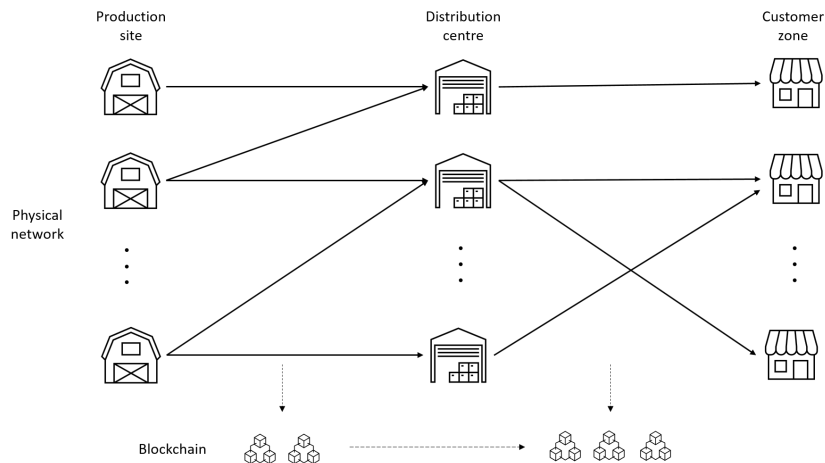 Production
site
Distribution
centre
Customer
zone
Physical
network
Blockchain